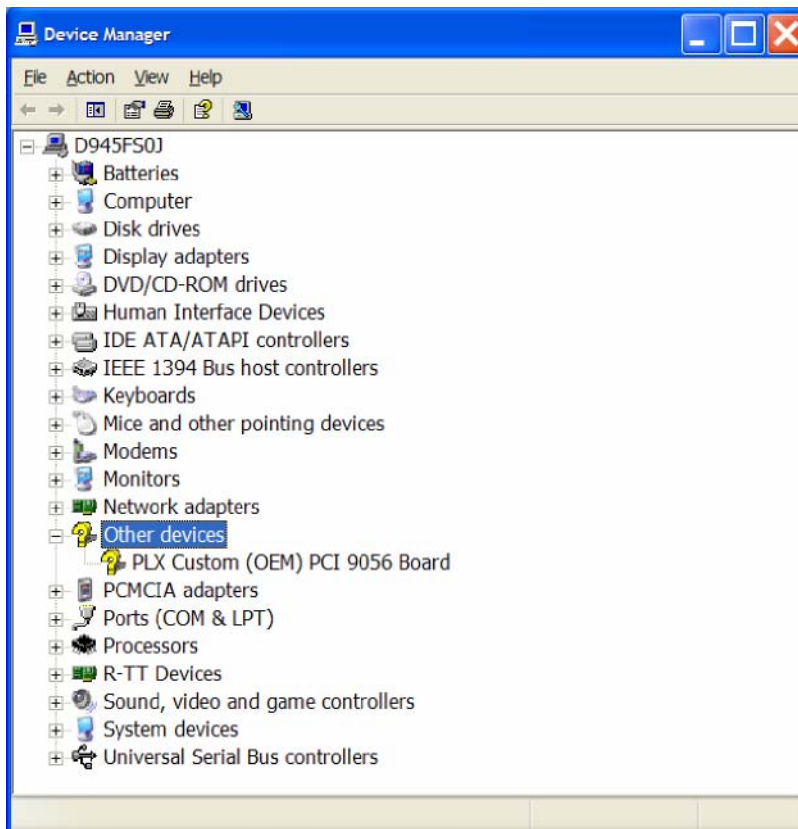 Device Manager
File Action View Help
D945FS0J
Batteries
Computer
Disk drives
Display adapters
DVD/CD-ROM drives
Human Interface Devices
IDE ATA/ATAPI controllers
IEEE 1394 Bus host controllers
Keyboards
Mice and other pointing devices
Modems
Monitors
Network adapters
Other devices
PLX Custom (OEM) PCI 9056 Board
PCMCIA adapters
Ports (COM & LPT)
Processors
R-TT Devices
Sound, video and game controllers
System devices
Universal Serial Bus controllers